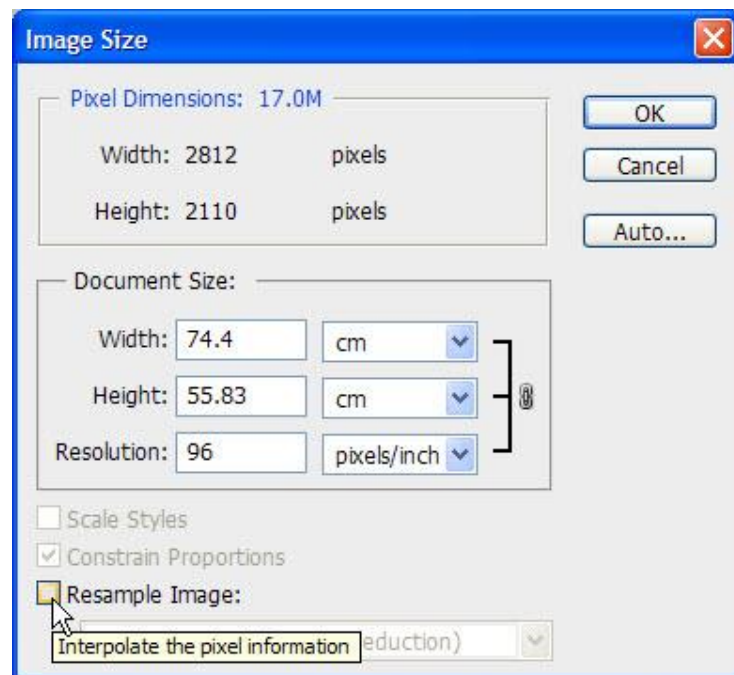 Image Size
Pixel Dimensions: 17.0M
OK
Width: 2812 pixels
Cancel
Height: 2110 pixels
Auto...
Document Size:
Width: 74.4 cm
Height: 55.83 cm
Resolution: 96 pixels/inch
Scale Styles
Constrain Proportions
Resample Image:
Interpolate the pixel information eduction)